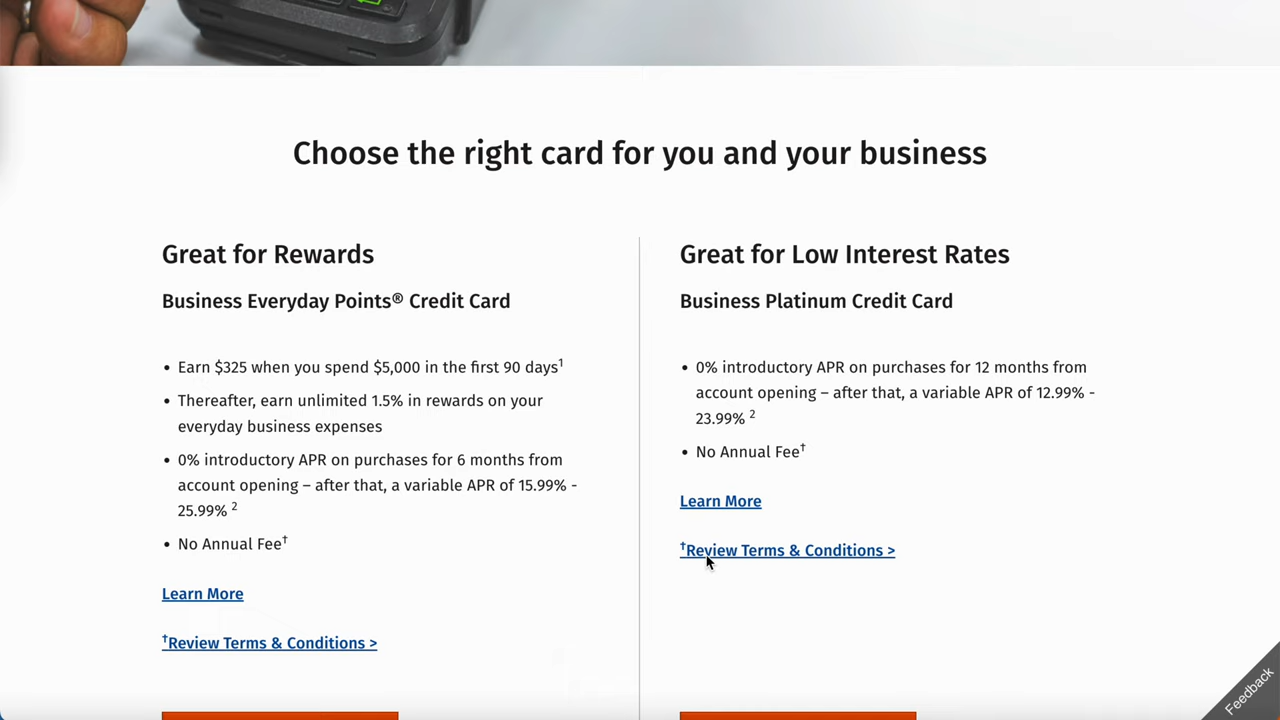 Choose the right card for you and your business
Great for Rewards
Business Everyday Points® Credit Card
• Earn $325 when you spend $5,000 in the first 90 days1
• Thereafter, earn unlimited 1.5% in rewards on your
everyday business expenses
• 0% introductory APR on purchases for 6 months from
account opening – after that, a variable APR of 15.99% -
25.99% 2
• No Annual Fee†
Learn More
†Review Terms & Conditions >
Great for Low Interest Rates
Business Platinum Credit Card
• 0% introductory APR on purchases for 12 months from
account opening – after that, a variable APR of 12.99% -
23.99% 2
• No Annual Fee†
Learn More
†Review Terms & Conditions >
Feedback